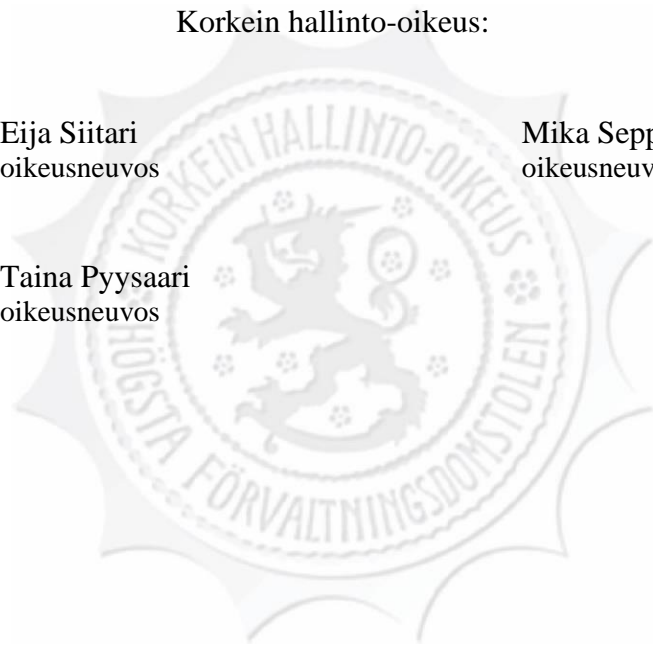 Korkein hallinto-oikeus:
Eija Siitari
Mika Sepp
oikeusneuvos
oikeusneuv
Taina Pyysaari
oikeusneuvos
KORKEIN HALLINTO-OIKEUS
HÖGSTA FÖRVALTNINGSDOMSTOLEN